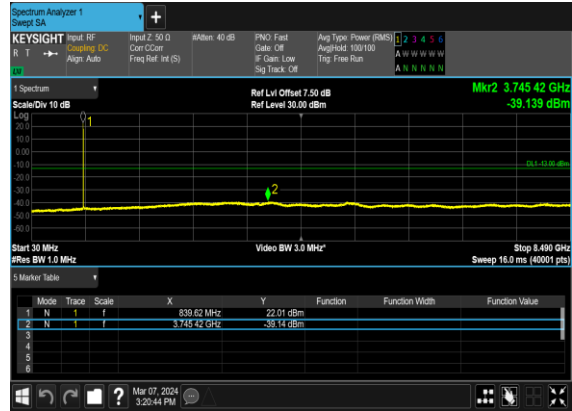 Spectrum Analyzer 1
Swept SA
+
KEYSIGHT Input: RF Input Z: 50 Ω #Atten: 40 dB PNO: Fast Avg Type: Power (RMS) 1 2 3 4 5 6
R T Coupling: DC Corr CCorr Gate: Off Avg|Hold: 100/100 A W W W W W
Align: Auto Freq Ref: Int (S) IF Gain: Low Trig: Free Run
Sig Track: Off A N N N N N
1 Spectrum Ref Lvl Offset 7.50 dB Mkr2 3.745 42 GHz
Scale/Div 10 dB Ref Level 30.00 dBm -39.139 dBm
Log
1
20.0
10.0
0.00
-10.0
DL1 -13.00 dBm
-20.0
-30.0
2
-40.0
-50.0
-60.0
Start 30 MHz Video BW 3.0 MHz* Stop 8.490 GHz
#Res BW 1.0 MHz Sweep 16.0 ms (40001 pts)
5 Marker Table
Mode Trace Scale X Y Function Function Width Function Value
1 N 1 f 839.62 MHz 22.01 dBm
2 N 1 f 3.745 42 GHz -39.14 dBm
3
4
5
6
? Mar 07, 2024
3:20:44 PM